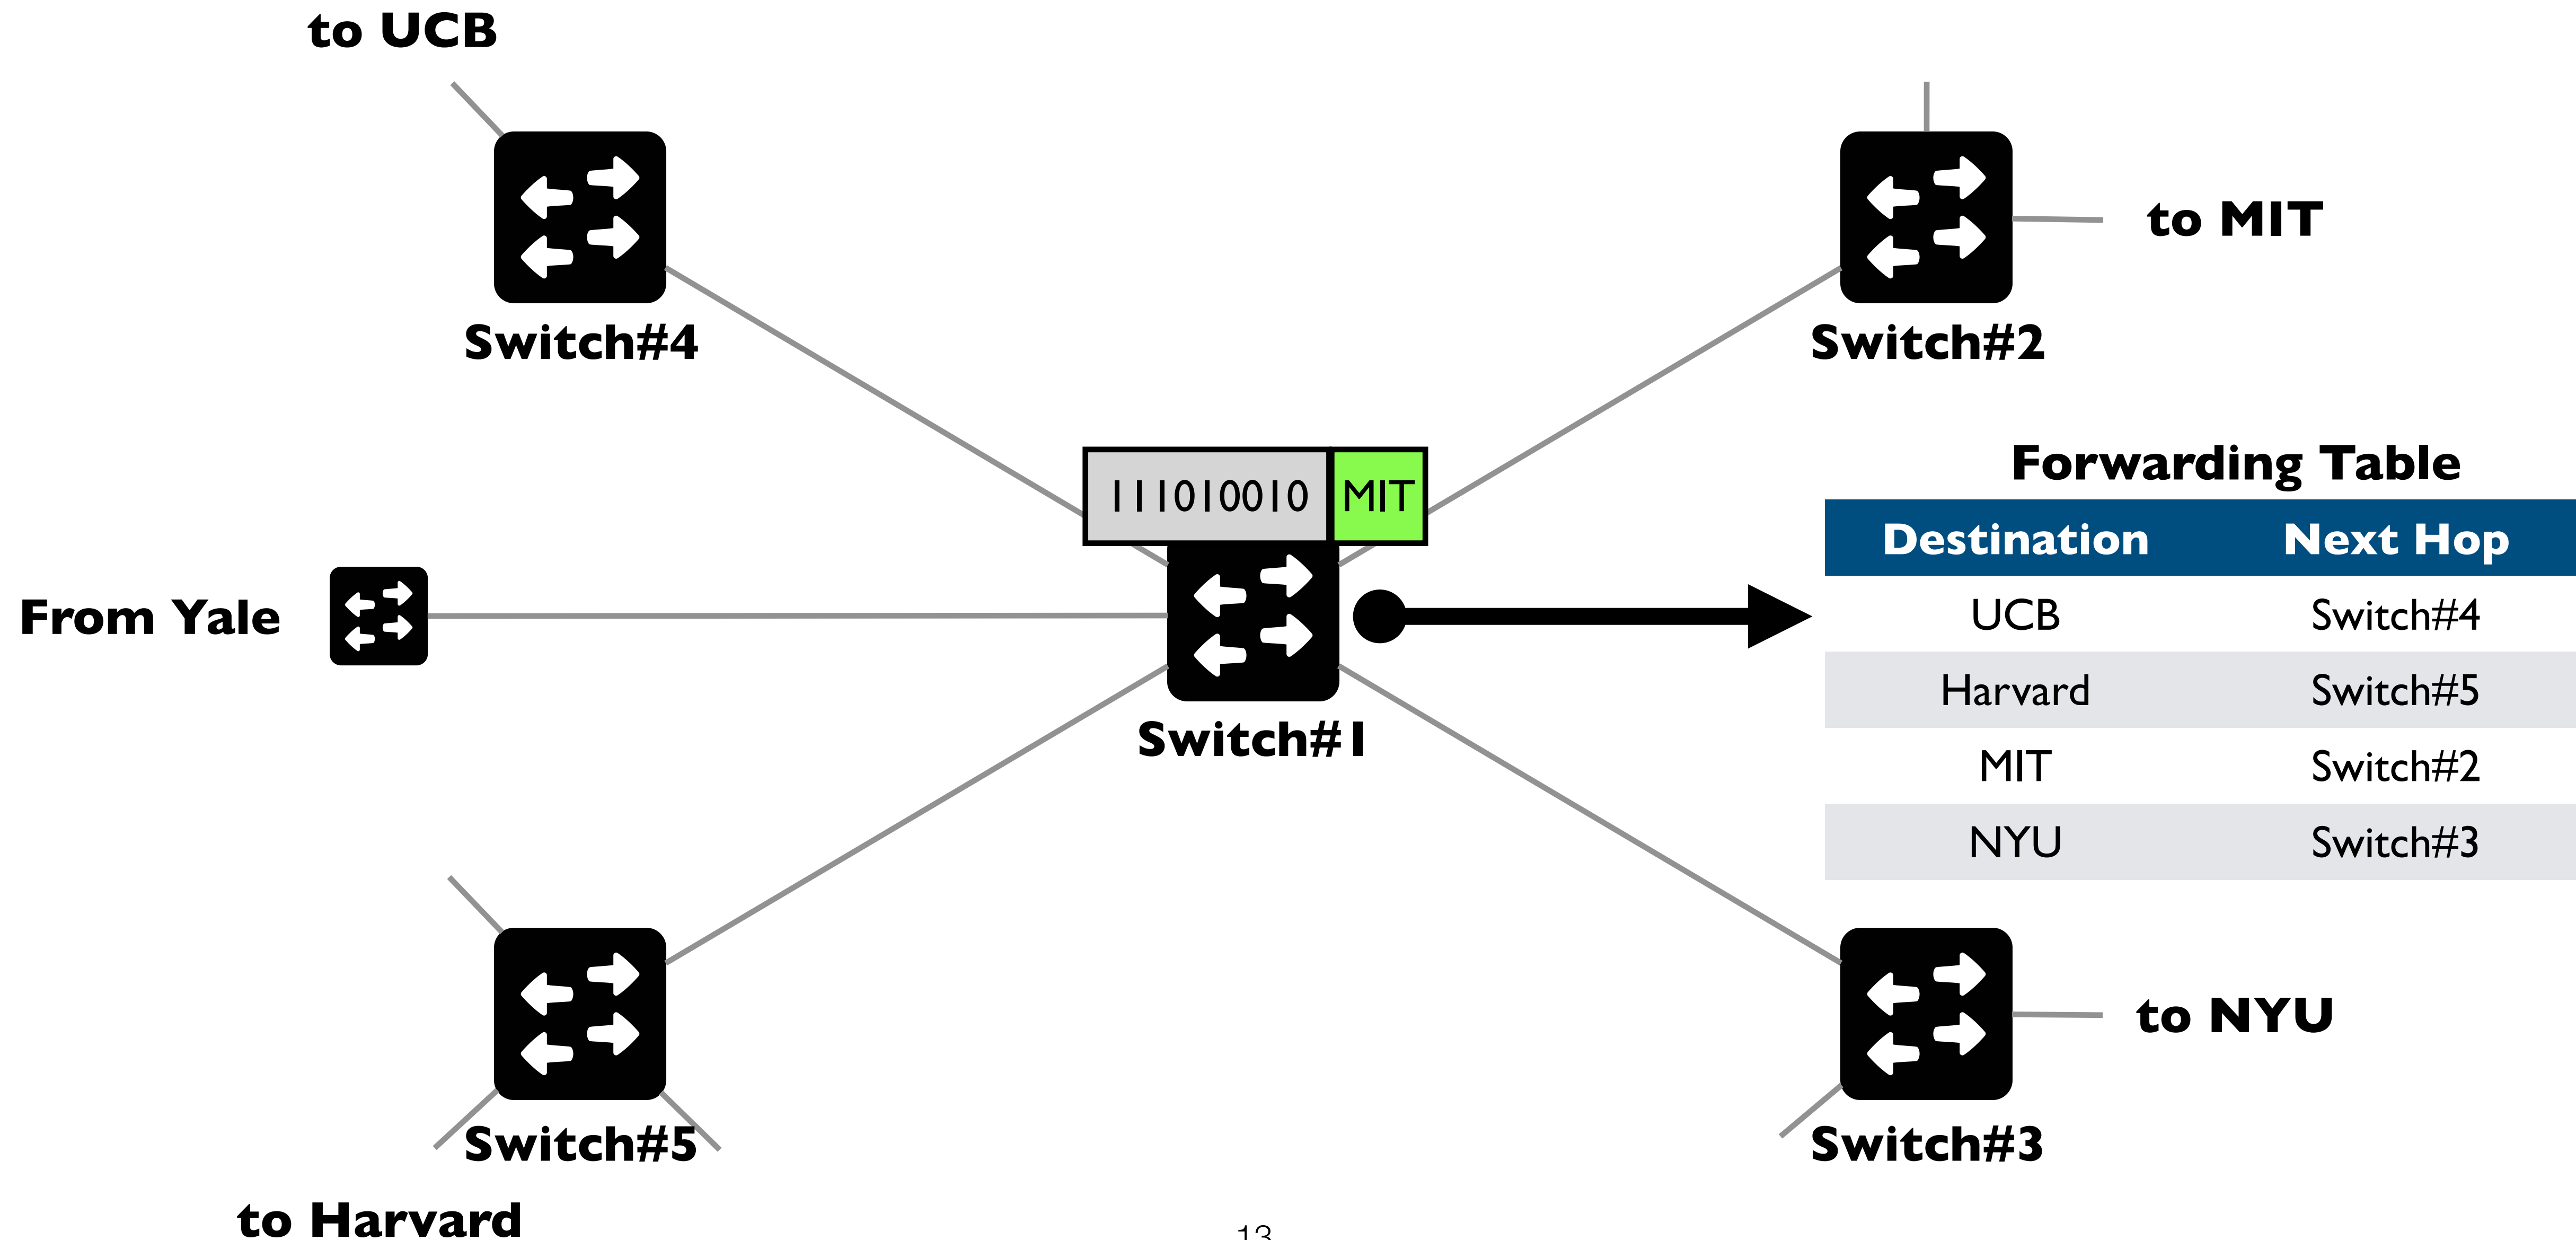 to UCB
to MIT
Switch#4
Switch#2
111010010 MIT
From Yale
Switch#1
Forwarding Table
Destination Next Hop
UCB Switch#4
Harvard Switch#5
MIT Switch#2
NYU Switch#3
to NYU
Switch#5
Switch#3
to Harvard
13